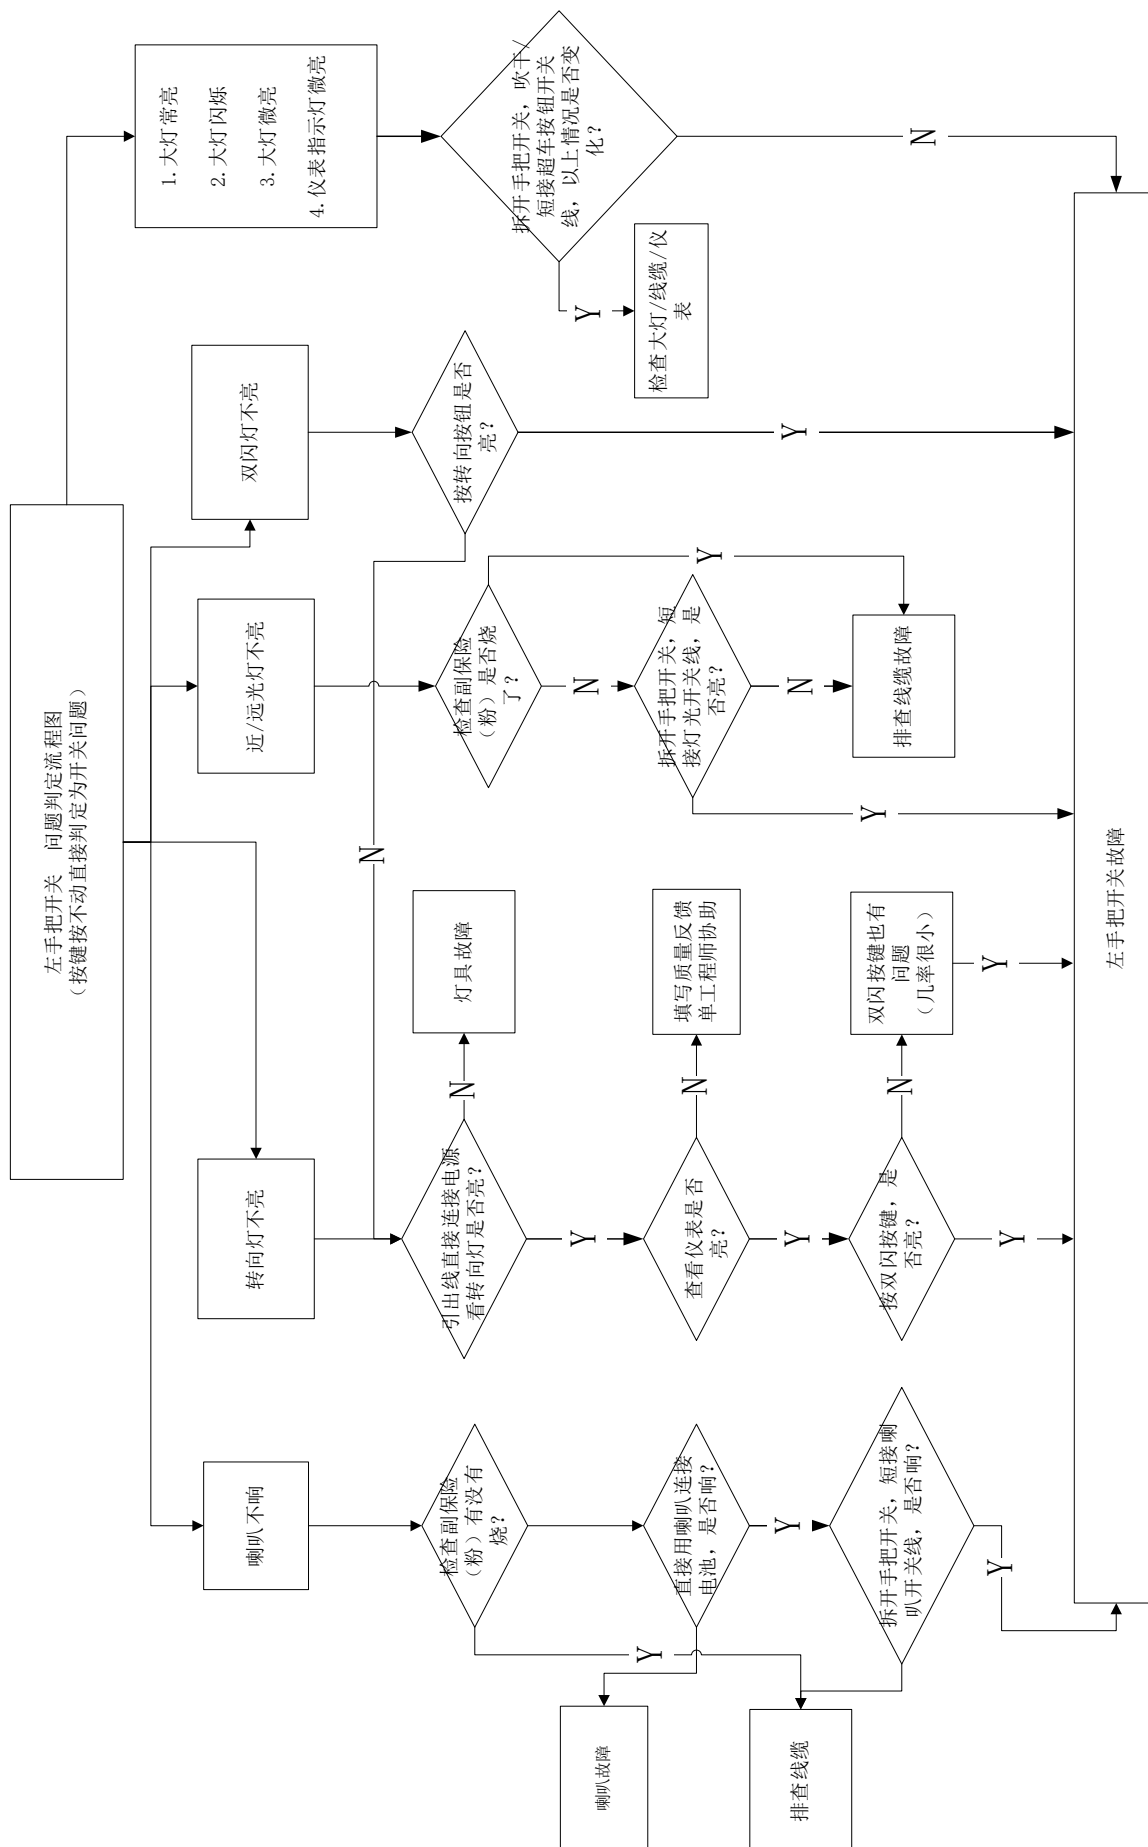 左手把开关　问题判定流程图
（按键按不动直接判定为开关问题）
喇叭不响
转向灯不亮
近/远光灯不亮
双闪灯不亮
1.大灯常亮
2.大灯闪烁
3.大灯微亮
4.仪表指示灯微亮
检查副保险
（粉）有没有
烧？
引出线直接连接电源
看转向灯是否亮？
N
灯具故障
N
检查副保险
（粉）是否烧
了？
按转向按钮是否
亮？
拆开手把开关，吹干/
短接超车按钮开关
线，以上情况是否变
化？
Y
Y
N
Y
Y
N
喇叭故障
直接用喇叭连接
电池，是否响？
查看仪表是否
亮？
N
填写质量反馈
单工程师协助
拆开手把开关，短
接灯光开关线，是
否亮？
检查大灯/线缆/仪
表
Y
Y
Y
N
Y
排查线缆
拆开手把开关，短接喇
叭开关线，是否响？
按双闪按键，是
否亮？
N
双闪按键也有
问题
（几率很小）
排查线缆故障
Y
Y
Y
左手把开关故障